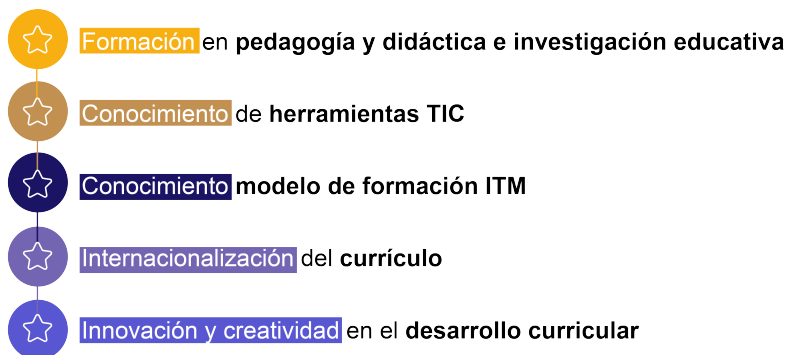 Formación en pedagogía y didáctica e investigación educativa
Conocimiento de herramientas TIC
Conocimiento modelo de formación ITM
Internacionalización del currículo
Innovación y creatividad en el desarrollo curricular